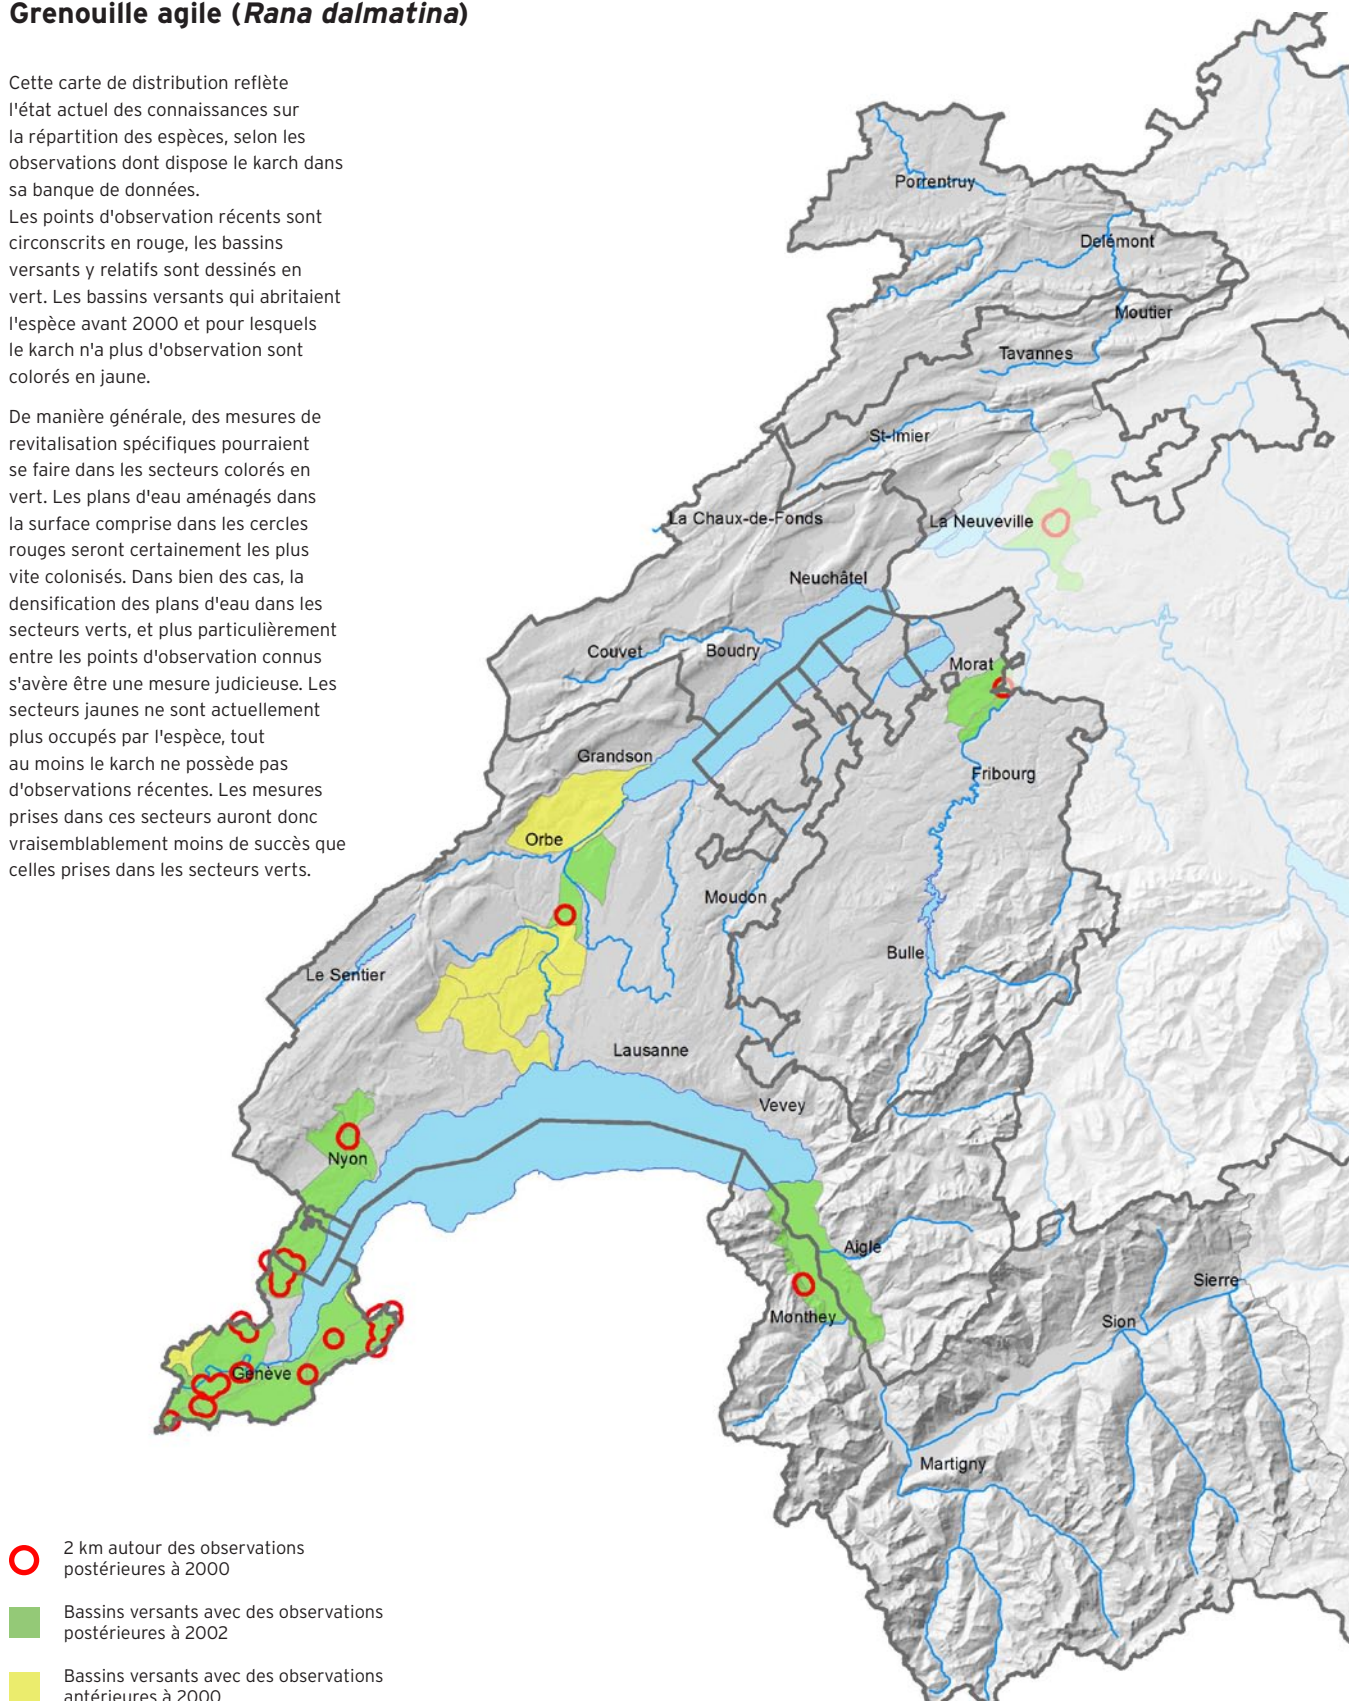 Grenouille agile (Rana dalmatina)
Cette carte de distribution reflète
l'état actuel des connaissances sur
la répartition des espèces, selon les
observations dont dispose le karch dans
sa banque de données.
Les points d'observation récents sont
circonscrits en rouge, les bassins
versants y relatifs sont dessinés en
vert. Les bassins versants qui abritaient
l'espèce avant 2000 et pour lesquels
le karch n'a plus d'observation sont
colorés en jaune.
De manière générale, des mesures de
revitalisation spécifiques pourraient
se faire dans les secteurs colorés en
vert. Les plans d'eau aménagés dans
la surface comprise dans les cercles
rouges seront certainement les plus
vite colonisés. Dans bien des cas, la
densification des plans d'eau dans les
secteurs verts, et plus particulièrement
entre les points d'observation connus
s'avère être une mesure judicieuse. Les
secteurs jaunes ne sont actuellement
plus occupés par l'espèce, tout
au moins le karch ne possède pas
d'observations récentes. Les mesures
prises dans ces secteurs auront donc
vraisemblablement moins de succès que
celles prises dans les secteurs verts.
Porrentruy
Delémont
Moutier
Tavannes
St-Imier
La Chaux-de-Fonds
La Neuveville
Neuchâtel
Couvet
Boudry
Morat
Grandson
Fribourg
Orbe
Moudon
Bulle
Le Sentier
Lausanne
Vevey
Nyon
Aigle
Sierre
Monthey
Sion
Genève
Martigny
2 km autour des observations
postérieures à 2000
Bassins versants avec des observations
postérieures à 2002
Bassins versants avec des observations
antérieures à 2000